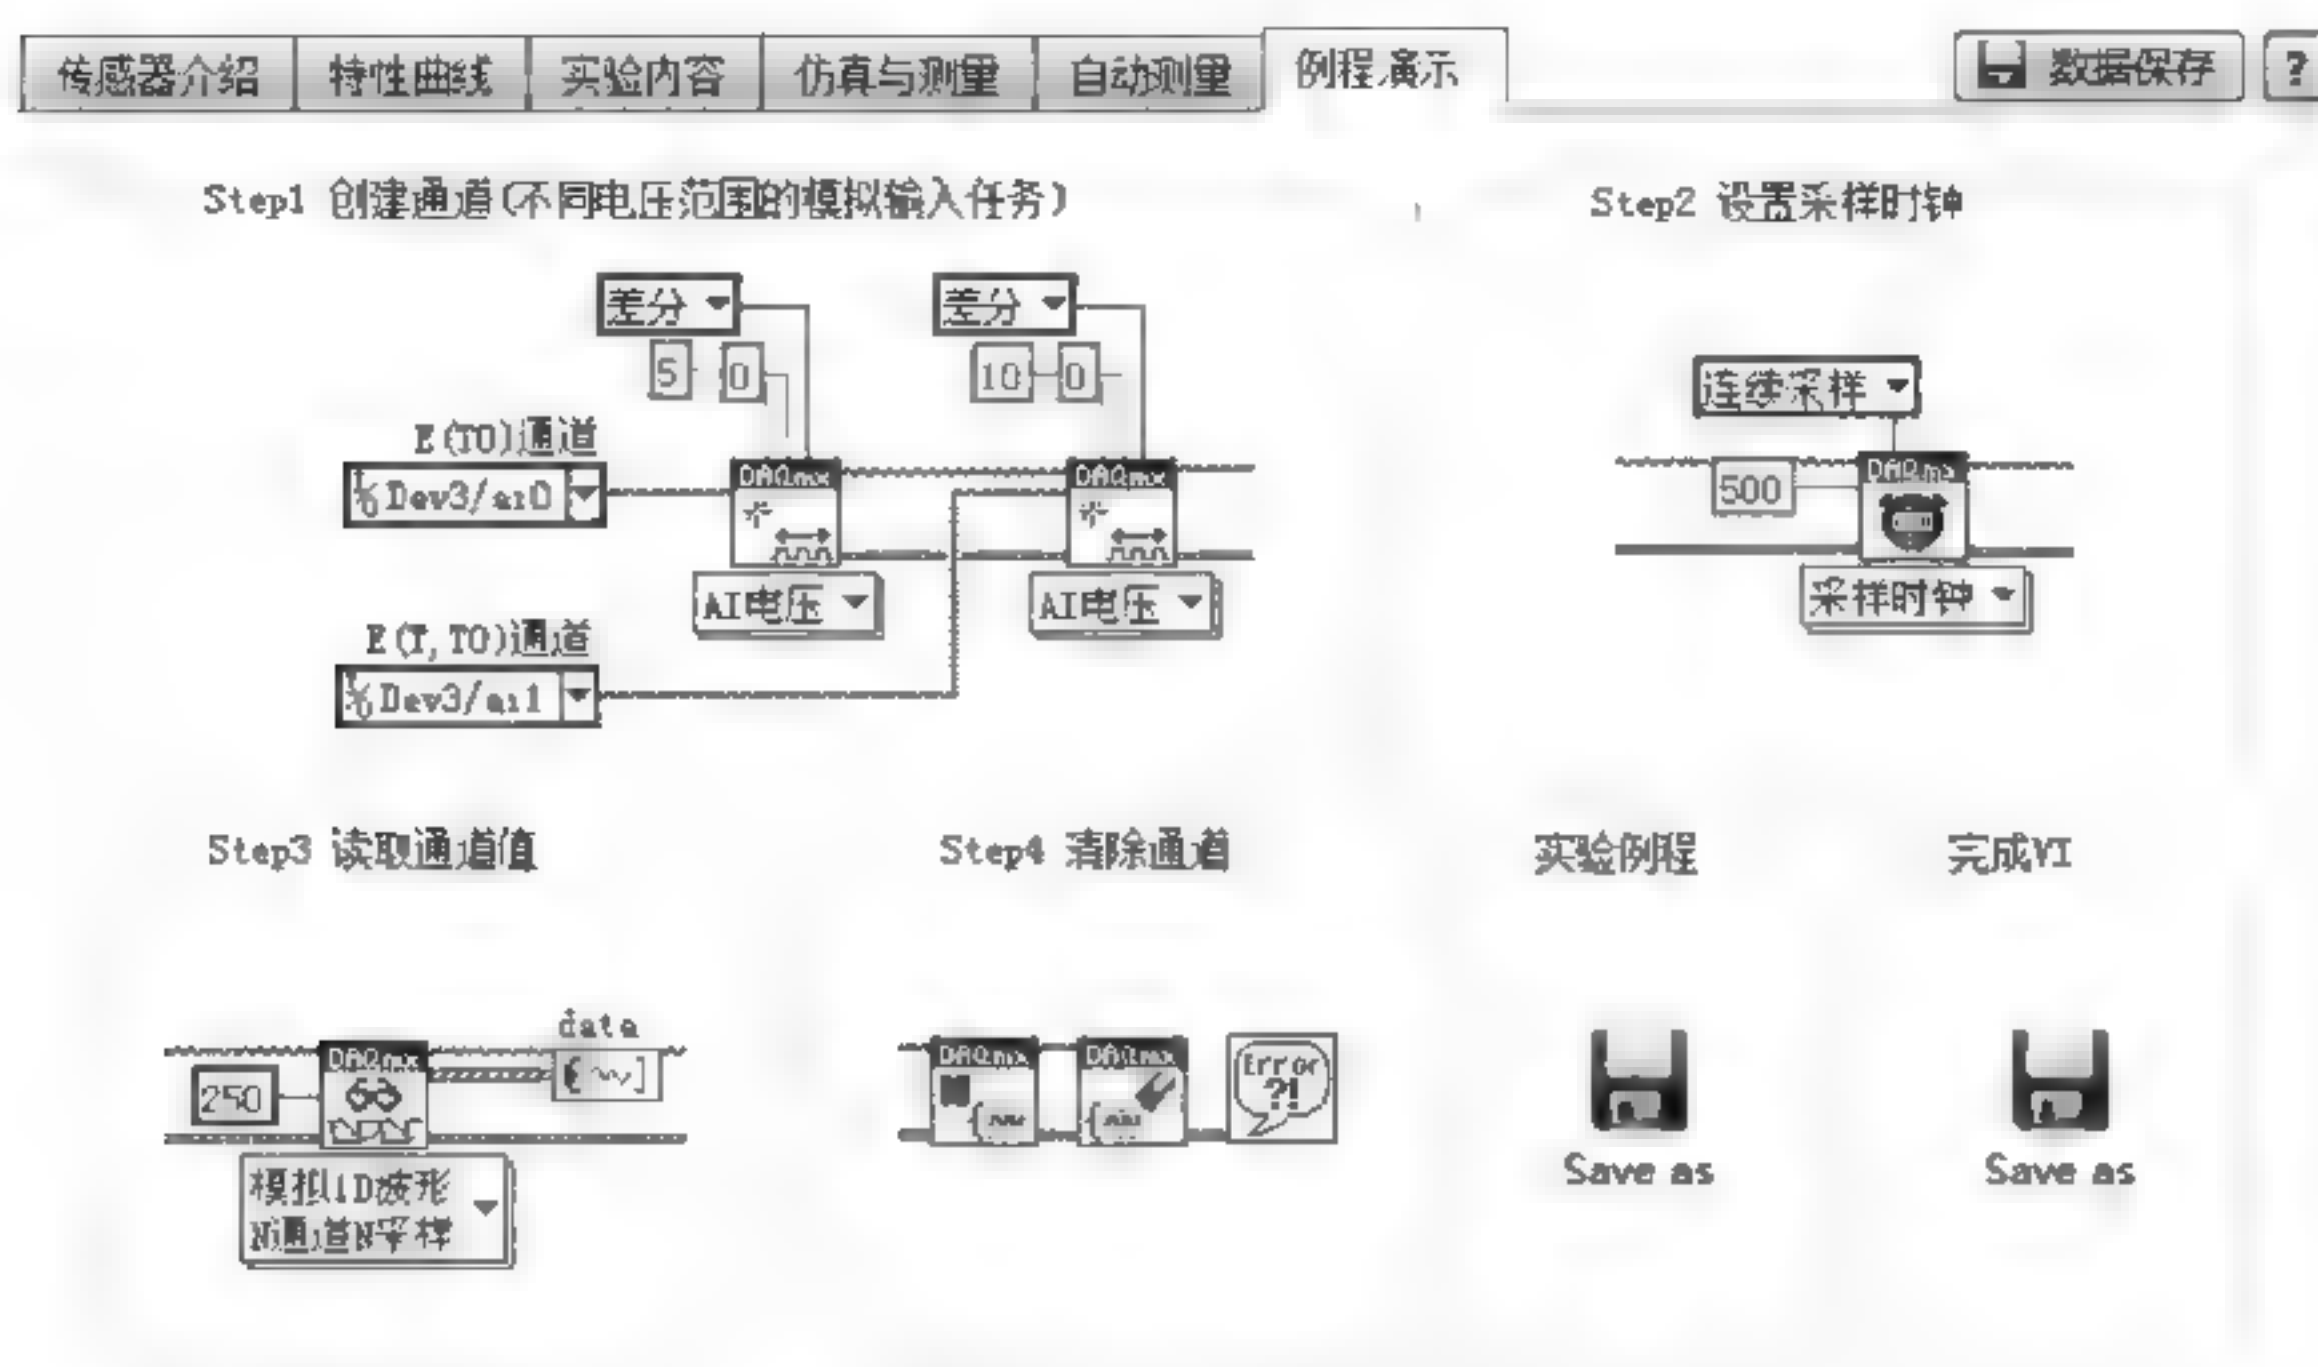 传感器介绍 特性曲线 实验内容 仿真与测量 自动测量 例程演示 数据保存 ?
Step1 创建通道(不同电压范围的模拟输入任务)
Step2 设置采样时钟
差分 差分
5 0 10 0
连续采样
E(T0)通道
Dev3/ai0
DAQmx DAQmx
500
DAQmx
AI电压 AI电压
采样时钟
E(T,T0)通道
Dev3/ai1
Step3 读取通道值
Step4 清除通道
实验例程
完成VI
data
250
DAQmx
DAQmx DAQmx
Error
?!
模拟1D波形
N通道N采样
Save as
Save as